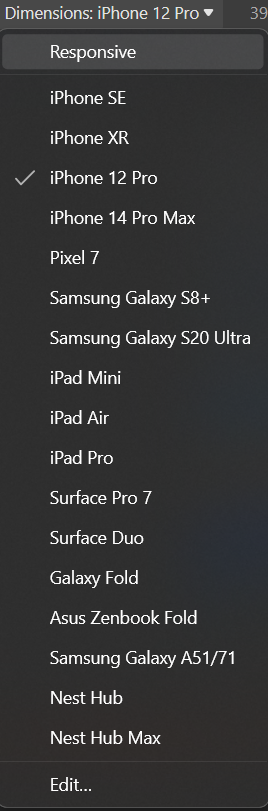 Dimensions: iPhone 12 Pro ▼ 39
Responsive
iPhone SE
iPhone XR
iPhone 12 Pro
iPhone 14 Pro Max
Pixel 7
Samsung Galaxy S8+
Samsung Galaxy S20 Ultra
iPad Mini
iPad Air
iPad Pro
Surface Pro 7
Surface Duo
Galaxy Fold
Asus Zenbook Fold
Samsung Galaxy A51/71
Nest Hub
Nest Hub Max
Edit...